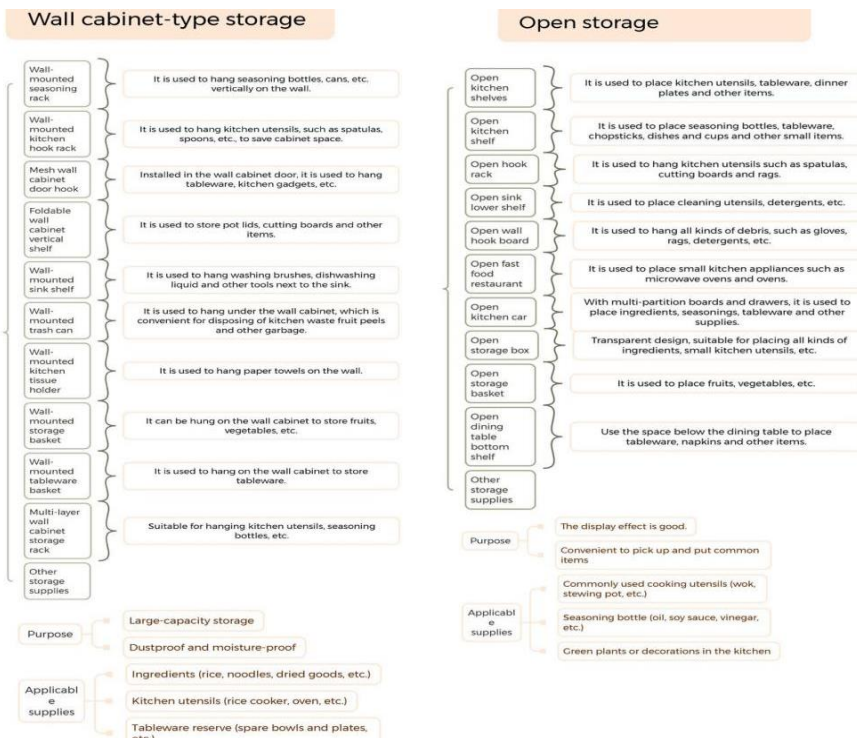 Wall cabinet-type storage
Wall-
mounted
seasoning
rack
It is used to hang seasoning bottles, cans, etc.
vertically on the wall.
Wall-
mounted
kitchen
hook rack
It is used to hang kitchen utensils, such as spatulas,
spoons, etc., to save cabinet space.
Mesh wall
cabinet
door hook
Installed in the wall cabinet door, it is used to hang
tableware, kitchen gadgets, etc.
Foldable
wall
cabinet
vertical
shelf
It is used to store pot lids, cutting boards and other
items.
Wall-
mounted
sink shelf
It is used to hang washing brushes, dishwashing
liquid and other tools next to the sink.
Wall-
mounted
trash can
It is used to hang under the wall cabinet, which is
convenient for disposing of kitchen waste fruit peels
and other garbage.
Wall-
mounted
kitchen
tissue
holder
It is used to hang paper towels on the wall.
Wall-
mounted
storage
basket
It can be hung on the wall cabinet to store fruits,
vegetables, etc.
Wall-
mounted
tableware
basket
It is used to hang on the wall cabinet to store
tableware.
Multi-layer
wall
cabinet
storage
rack
Suitable for hanging kitchen utensils, seasoning
bottles, etc.
Other
storage
supplies
Purpose
Large-capacity storage
Dustproof and moisture-proof
Applicabl
e
supplies
Ingredients (rice, noodles, dried goods, etc.)
Kitchen utensils (rice cooker, oven, etc.)
Tableware reserve (spare bowls and plates,
etc.)
Open storage
Open
kitchen
shelves
It is used to place kitchen utensils, tableware, dinner
plates and other items.
Open
kitchen
shelf
It is used to place seasoning bottles, tableware,
chopsticks, dishes and cups and other small items.
Open hook
rack
It is used to hang kitchen utensils such as spatulas,
cutting boards and rags.
Open sink
lower shelf
It is used to place cleaning utensils, detergents, etc.
Open wall
hook board
It is used to hang all kinds of debris, such as gloves,
rags, detergents, etc.
Open fast
food
restaurant
It is used to place small kitchen appliances such as
microwave ovens and ovens.
Open
kitchen car
With multi-partition boards and drawers, it is used to
place ingredients, seasonings, tableware and other
supplies.
Open
storage box
Transparent design, suitable for placing all kinds of
ingredients, small kitchen utensils, etc.
Open
storage
basket
It is used to place fruits, vegetables, etc.
Open
dining
table
bottom
shelf
Use the space below the dining table to place
tableware, napkins and other items.
Other
storage
supplies
Purpose
The display effect is good.
Convenient to pick up and put common
items
Applicabl
e
supplies
Commonly used cooking utensils (wok,
stewing pot, etc.)
Seasoning bottle (oil, soy sauce, vinegar,
etc.)
Green plants or decorations in the kitchen